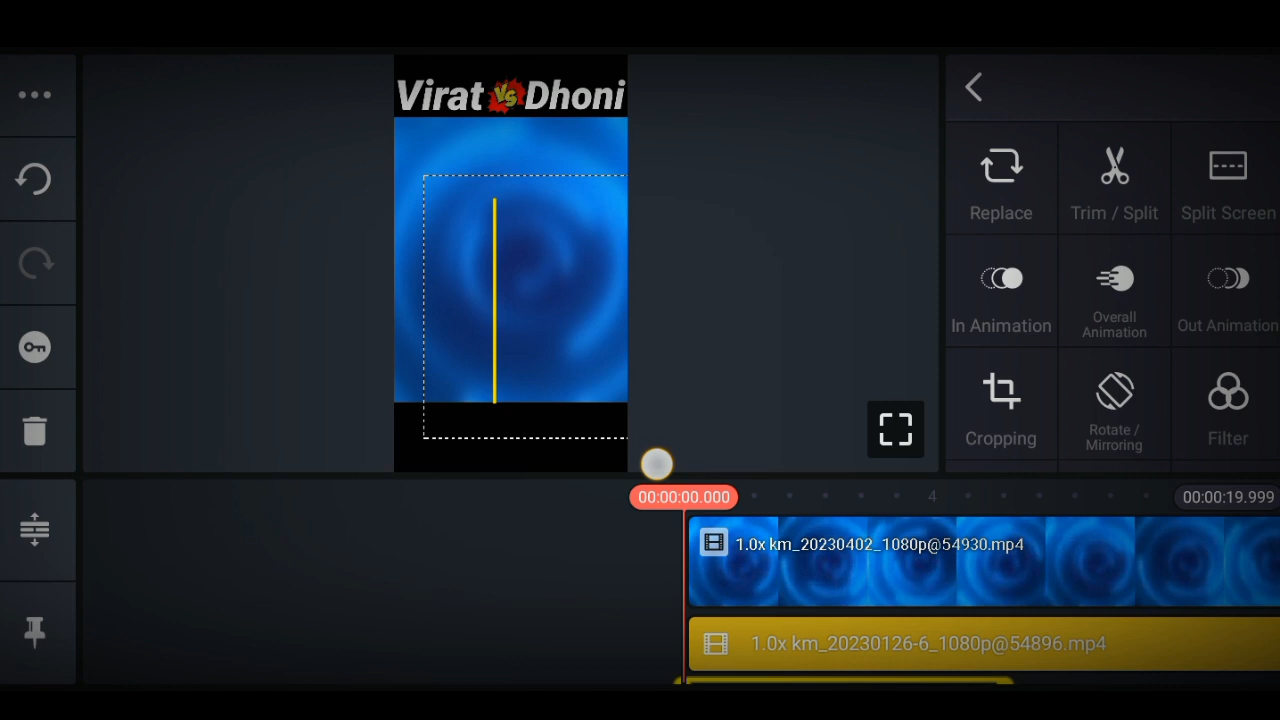 Virat VS Dhoni
Replace
Trim / Split
Split Screen
In Animation
Overall
Animation
Out Animation
Cropping
Rotate /
Mirroring
Filter
00:00:00.000
4
00:00:19.999
1.0x km_20230402_1080p@54930.mp4
1.0x km_20230126-6_1080p@54896.mp4